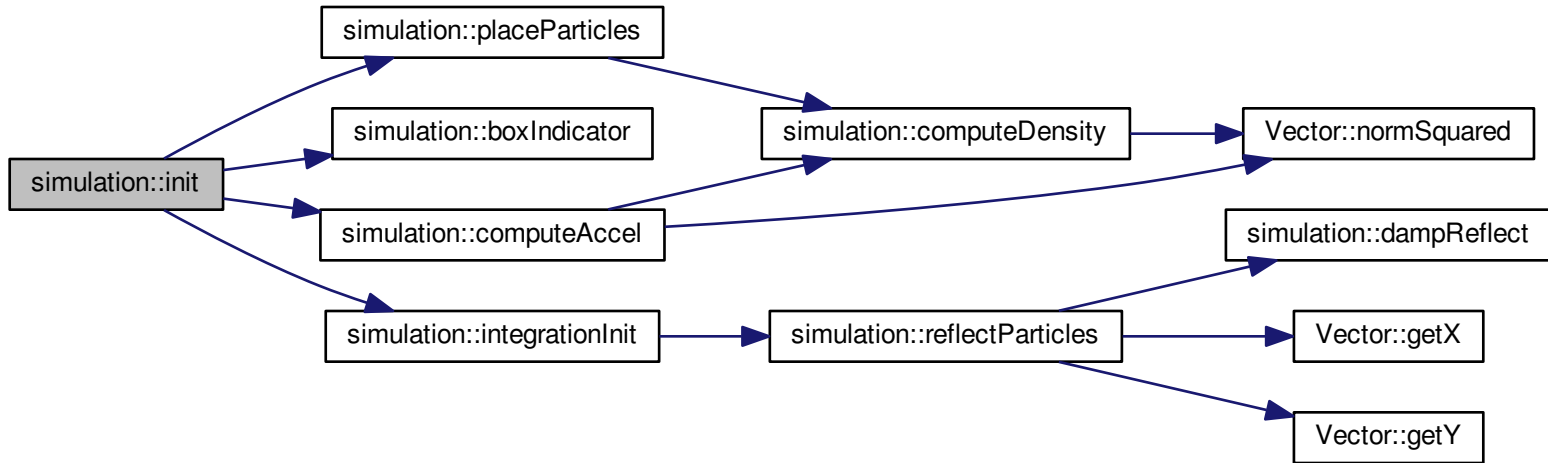 simulation::placeParticles
simulation::boxIndicator
simulation::computeDensity
Vector::normSquared
simulation::init
simulation::computeAccel
simulation::dampReflect
simulation::integrationInit
simulation::reflectParticles
Vector::getX
Vector::getY